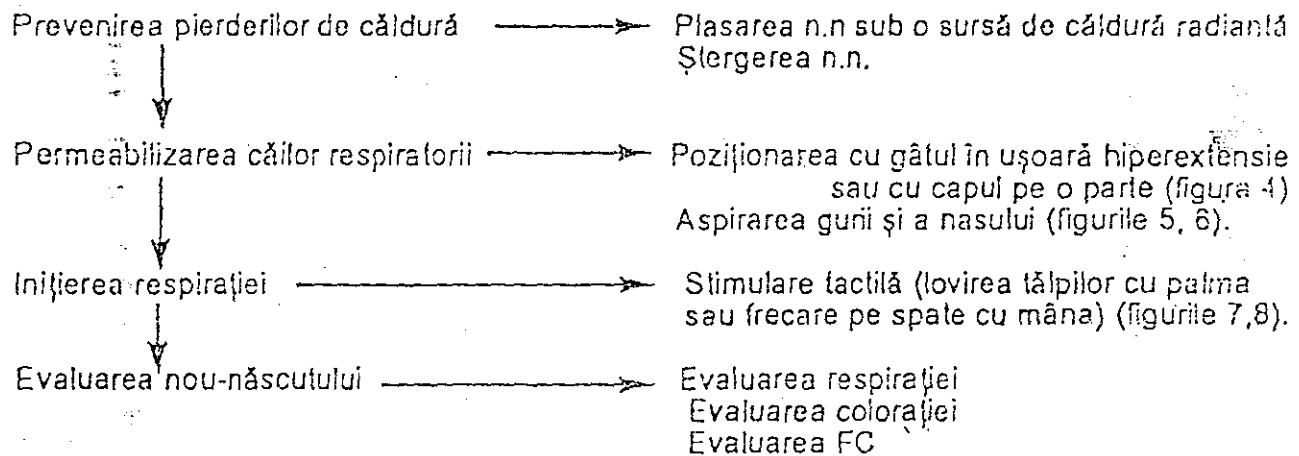 Prevenirea pierderilor de căldură Plasarea n.n sub o sursă de căldură radiantă
Ștergerea n.n.
Permeabilizarea căilor respiratorii Poziționarea cu gâtul în ușoară hiperextensie
sau cu capul pe o parte (figura 4)
Aspirarea gurii și a nasului (figurile 5, 6).
Inițierea respirației Stimulare tactilă (lovirea tălpilor cu palma
sau frecare pe spate cu mâna) (figurile 7,8).
Evaluarea nou-născutului Evaluarea respirației
Evaluarea colorației
Evaluarea FC